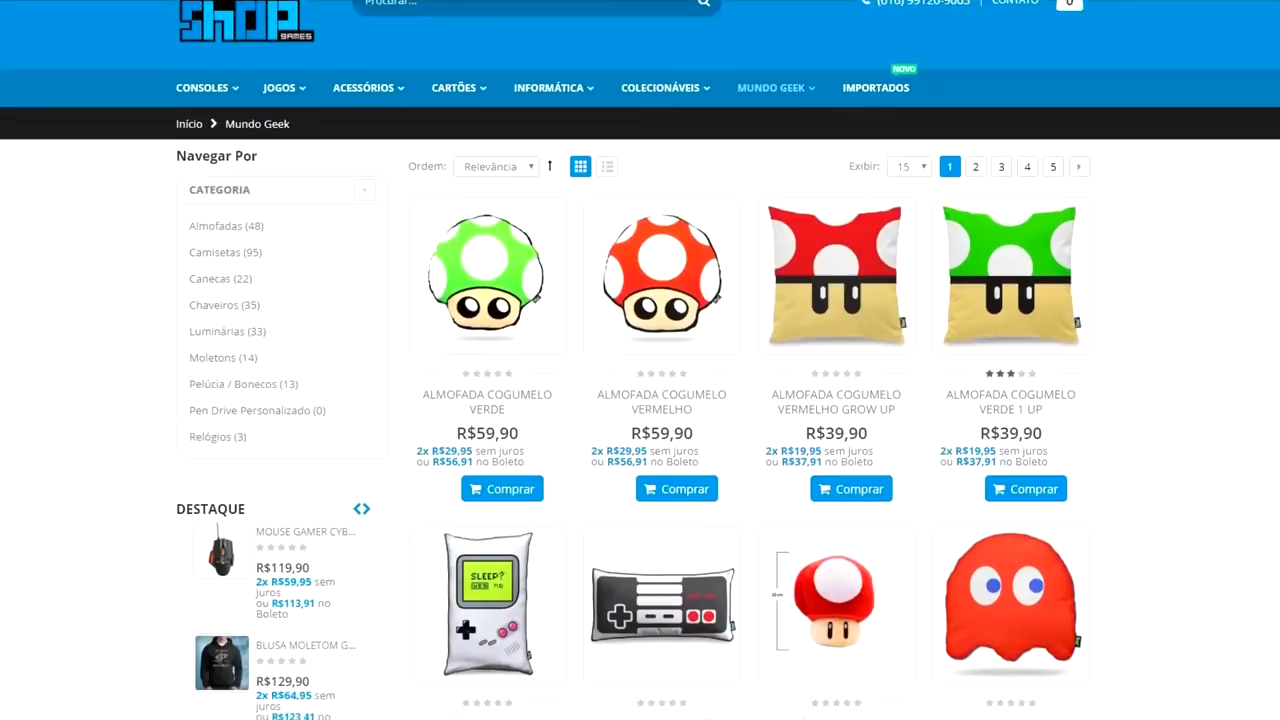 SHOP
GAMES
Procurar...
CONTATO
0
NOVO
CONSOLES
JOGOS
ACESSÓRIOS
CARTÕES
INFORMÁTICA
COLECIONÁVEIS
MUNDO GEEK
IMPORTADOS
Início
Mundo Geek
Navegar Por
CATEGORIA
Almofadas (48)
Camisetas (95)
Canecas (22)
Chaveiros (35)
Luminárias (33)
Moletons (14)
Pelúcia / Bonecos (13)
Pen Drive Personalizado (0)
Relógios (3)
DESTAQUE
MOUSE GAMER CYB...
R$119,90
2x R$59,95 sem
juros
ou R$113,91 no
Boleto
BLUSA MOLETOM G...
R$129,90
2x R$64,95 sem
juros
ou R$123,41 no
Ordem:
Relevância
Exibir:
15
1
2
3
4
5
ALMOFADA COGUMELO
VERDE
R$59,90
2x R$29,95 sem juros
ou R$56,91 no Boleto
Comprar
ALMOFADA COGUMELO
VERMELHO
R$59,90
2x R$29,95 sem juros
ou R$56,91 no Boleto
Comprar
ALMOFADA COGUMELO
VERMELHO GROW UP
R$39,90
2x R$19,95 sem juros
ou R$37,91 no Boleto
Comprar
ALMOFADA COGUMELO
VERDE 1 UP
R$39,90
2x R$19,95 sem juros
ou R$37,91 no Boleto
Comprar
SLEEP?
YES NO